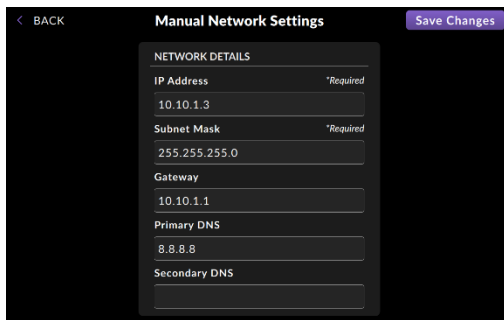 < BACK Manual Network Settings Save Changes
NETWORK DETAILS
IP Address *Required
10.10.1.3
Subnet Mask *Required
255.255.255.0
Gateway
10.10.1.1
Primary DNS
8.8.8.8
Secondary DNS